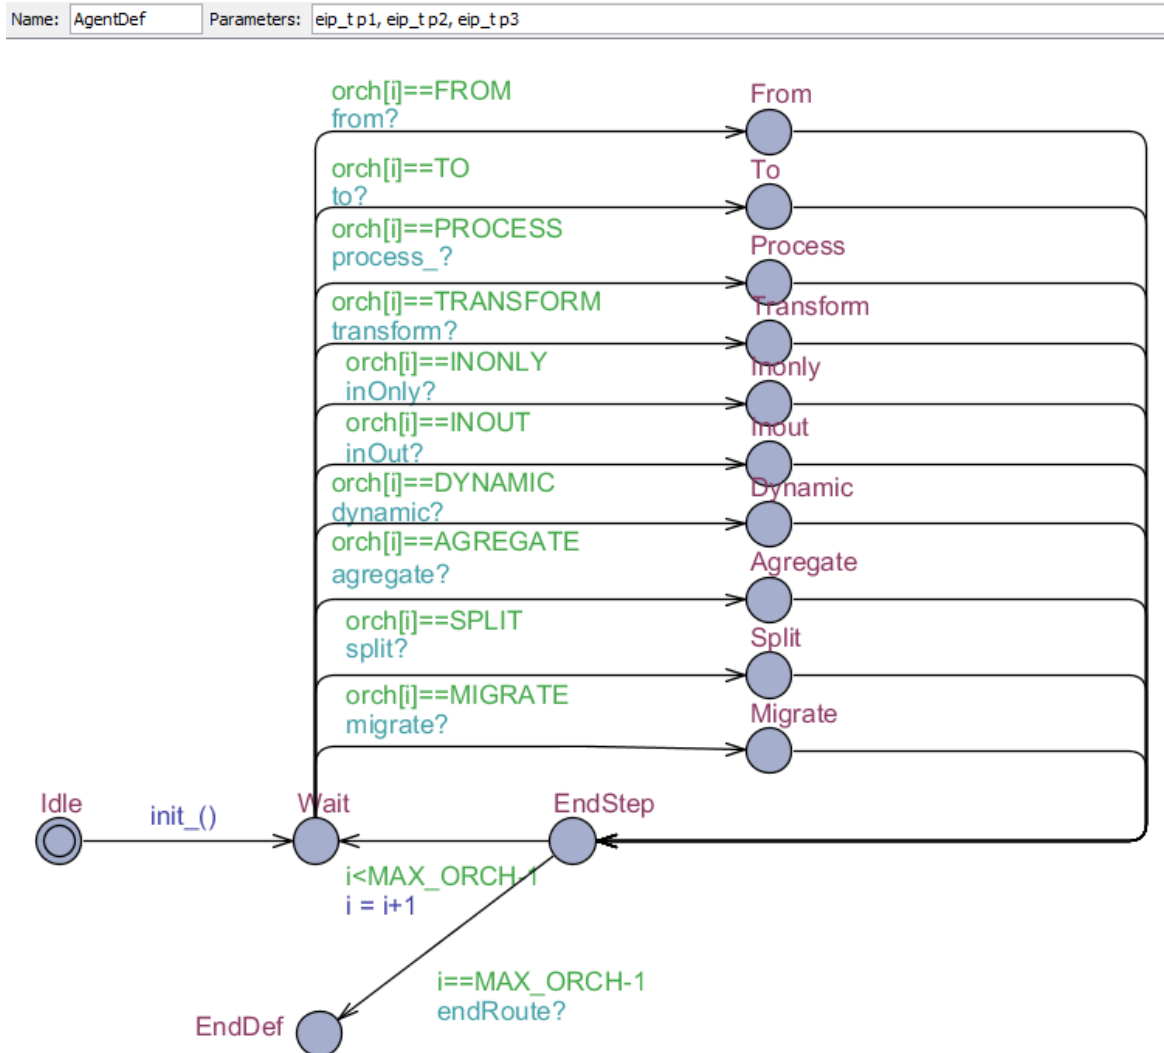 Name: AgentDef Parameters: eip_t p1, eip_t p2, eip_t p3
orch[i]==FROM
from?
From
orch[i]==TO
to?
To
orch[i]==PROCESS
process_?
Process
orch[i]==TRANSFORM
transform?
Transform
orch[i]==INONLY
inOnly?
Inonly
orch[i]==INOUT
inOut?
Inout
orch[i]==DYNAMIC
dynamic?
Dynamic
orch[i]==AGREGATE
agregate?
Agregate
orch[i]==SPLIT
split?
Split
orch[i]==MIGRATE
migrate?
Migrate
Idle
init_()
Wait
EndStep
i<MAX_ORCH-1
i = i+1
i==MAX_ORCH-1
endRoute?
EndDef